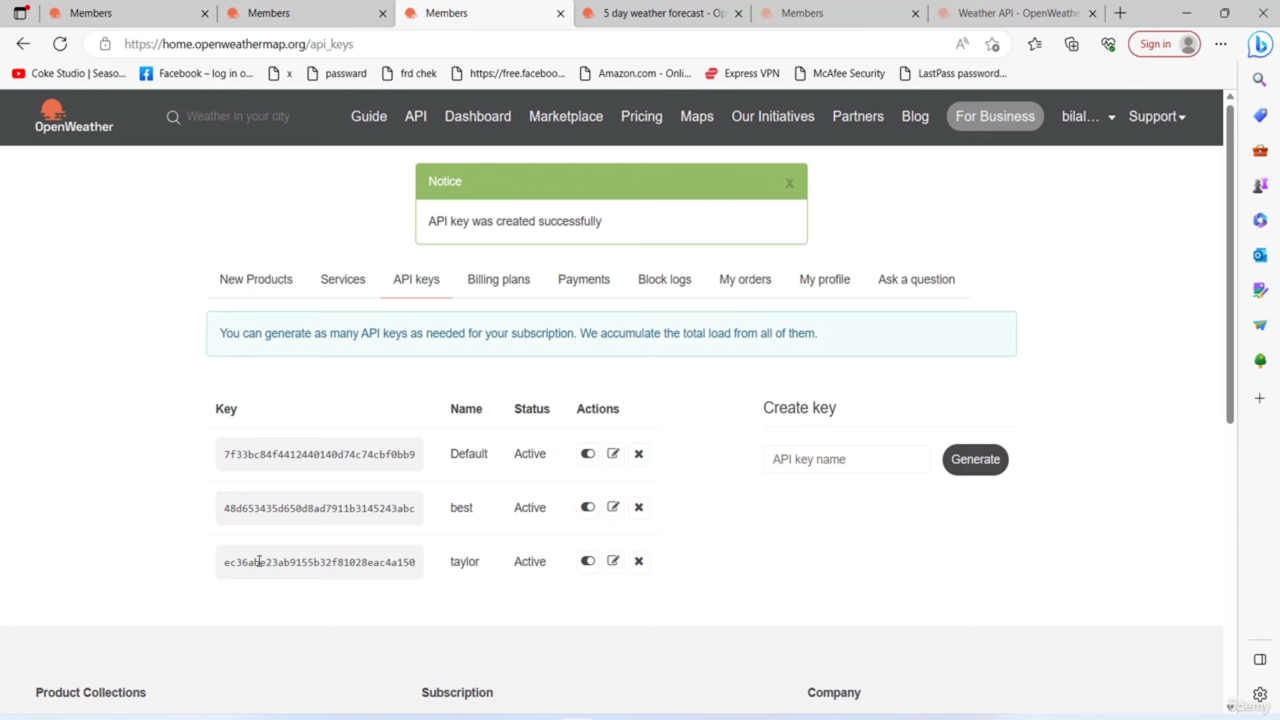 Members
Members
Members
5 day weather forecast - Op
Members
Weather API - OpenWeathe
https://home.openweathermap.org/api_keys
Sign in
Coke Studio | Seaso...
Facebook – log in o...
x
passward
frd chek
https://free.faceboo...
Amazon.com - Onli...
Express VPN
McAfee Security
LastPass password...
OpenWeather
Weather in your city
Guide
API
Dashboard
Marketplace
Pricing
Maps
Our Initiatives
Partners
Blog
For Business
bilal...
Support
Notice
x
API key was created successfully
New Products
Services
API keys
Billing plans
Payments
Block logs
My orders
My profile
Ask a question
You can generate as many API keys as needed for your subscription. We accumulate the total load from all of them.
Key Name Status Actions
7f33bc84f4412440140d74c74cbf0bb9 Default Active
48d653435d650d8ad7911b3145243abc best Active
ec36abe23ab9155b32f81028eac4a150 taylor Active
Create key
API key name
Generate
Product Collections
Subscription
Company
Udemy